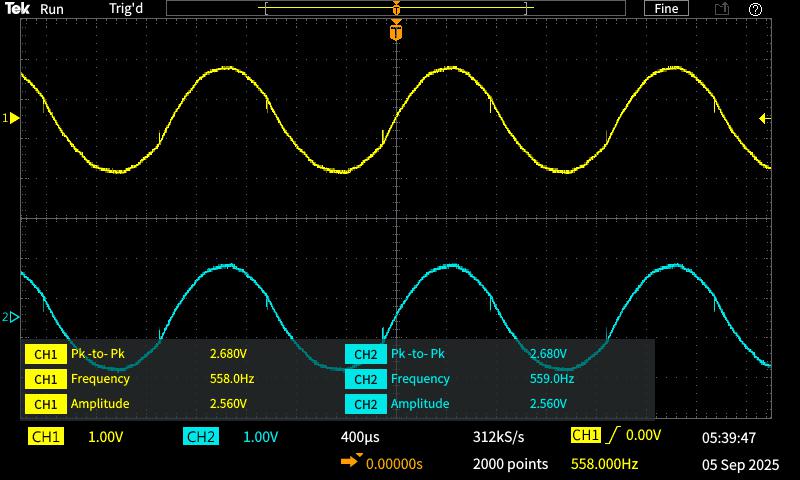 Tek Run Trig'd Fine
T
T
1
2
CH1 Pk-to-Pk 2.680V CH2 Pk-to-Pk 2.680V
CH1 Frequency 558.0Hz CH2 Frequency 559.0Hz
CH1 Amplitude 2.560V CH2 Amplitude 2.560V
CH1 1.00V CH2 1.00V 400µs 312kS/s CH1 0.00V 05:39:47
0.00000s 2000 points 558.000Hz 05 Sep 2025